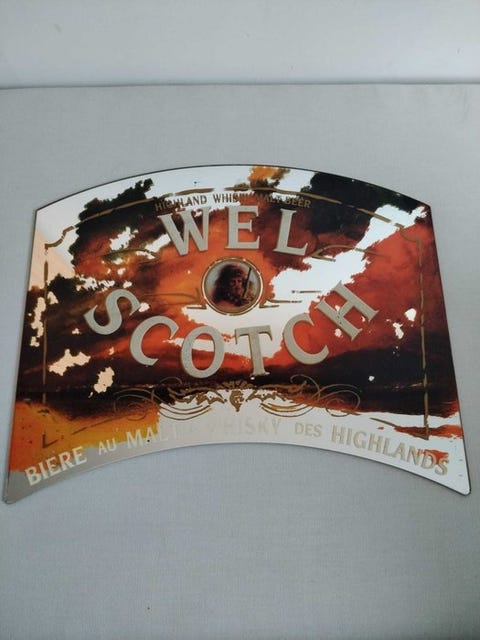 HIGHLAND WHISKY MALT BEER
WEL
SCOTCH
BIERE AU MALT À WHISKY DES HIGHLANDS